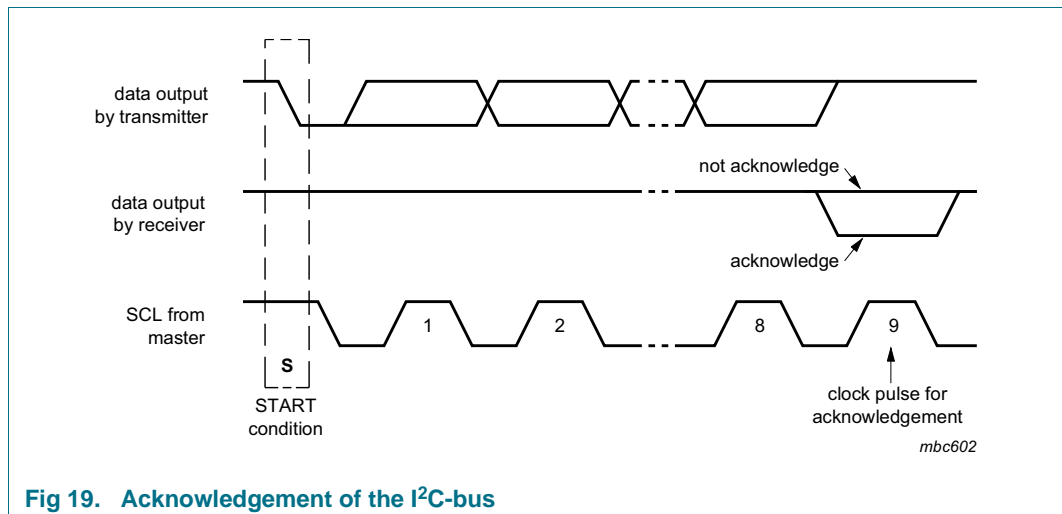 data output
by transmitter
not acknowledge
data output
by receiver
acknowledge
SCL from
master
1
2
8
9
S
START
condition
clock pulse for
acknowledgement
mbc602
Fig 19. Acknowledgement of the I²C-bus